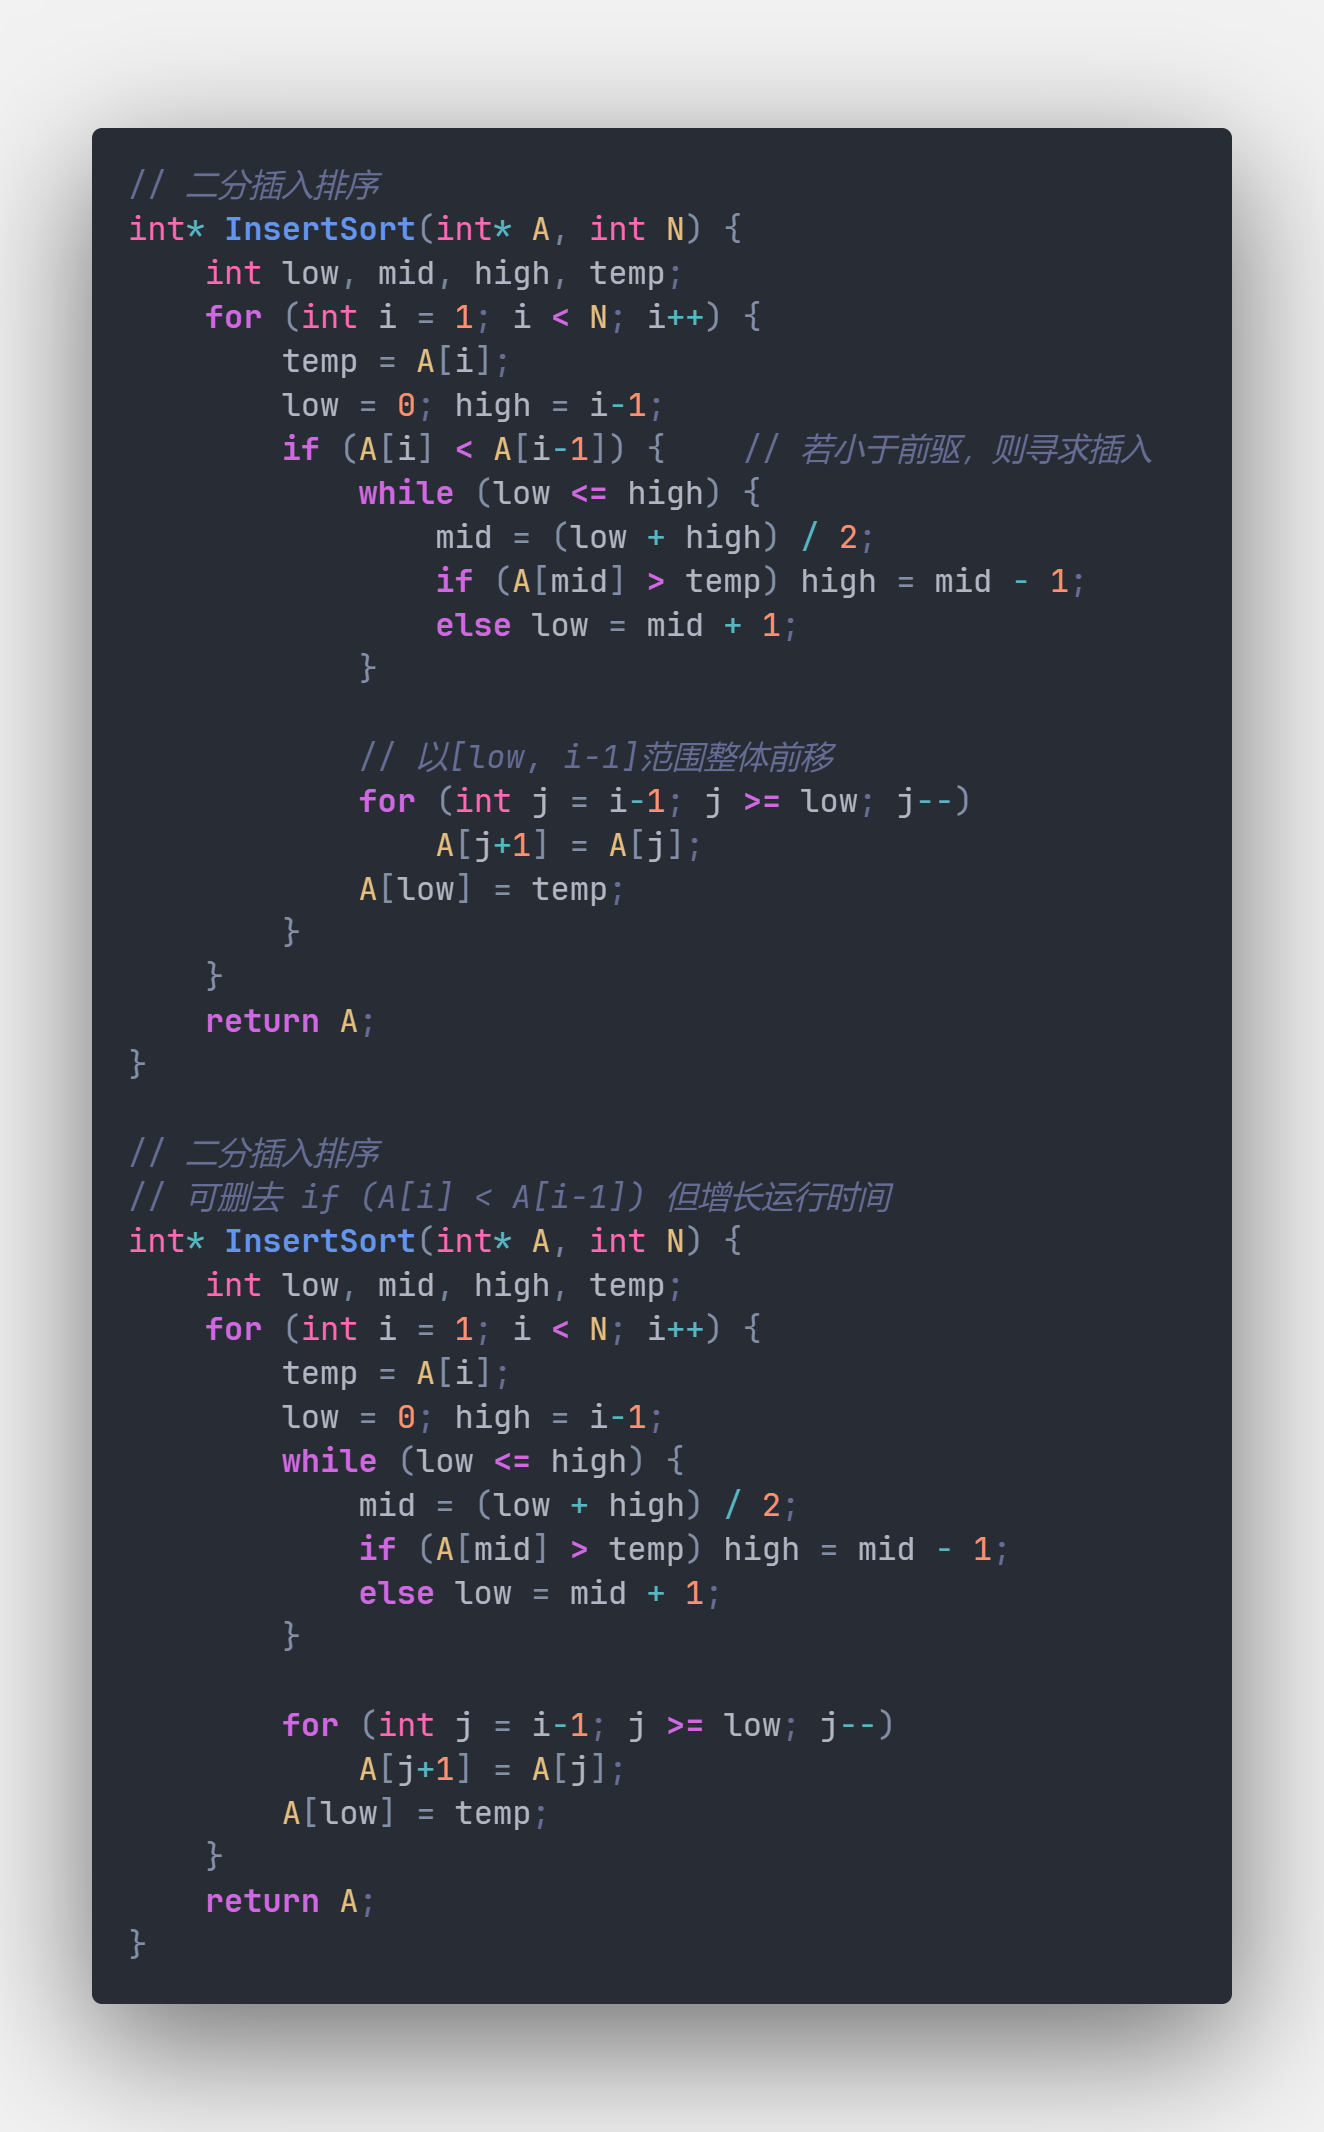 // 二分插入排序
int* InsertSort(int* A, int N) {
    int low, mid, high, temp;
    for (int i = 1; i < N; i++) {
        temp = A[i];
        low = 0; high = i-1;
        if (A[i] < A[i-1]) {    // 若小于前驱，则寻求插入
            while (low <= high) {
                mid = (low + high) / 2;
                if (A[mid] > temp) high = mid - 1;
                else low = mid + 1;
            }

            // 以[low, i-1]范围整体前移
            for (int j = i-1; j >= low; j--)
                A[j+1] = A[j];
            A[low] = temp;
        }
    }
    return A;
}

// 二分插入排序
// 可删去 if (A[i] < A[i-1]) 但增长运行时间
int* InsertSort(int* A, int N) {
    int low, mid, high, temp;
    for (int i = 1; i < N; i++) {
        temp = A[i];
        low = 0; high = i-1;
        while (low <= high) {
            mid = (low + high) / 2;
            if (A[mid] > temp) high = mid - 1;
            else low = mid + 1;
        }

        for (int j = i-1; j >= low; j--)
            A[j+1] = A[j];
        A[low] = temp;
    }
    return A;
}